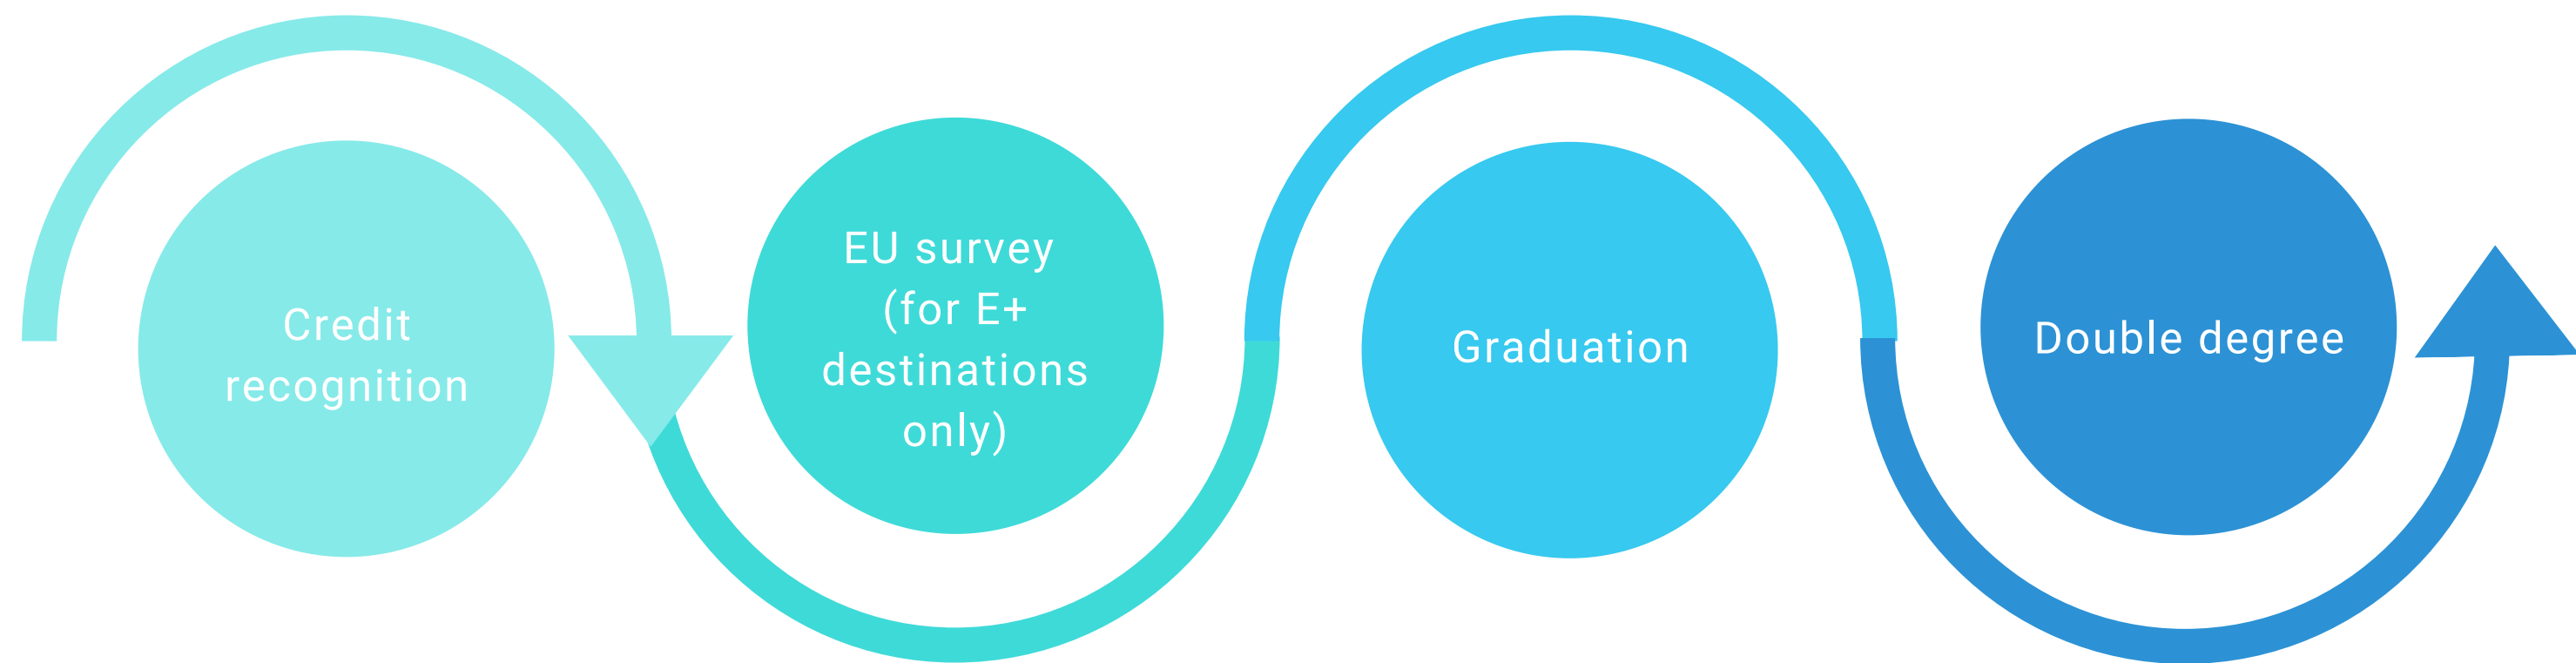 Credit
recognition
EU survey
(for E+
destinations
only)
Graduation
Double degree